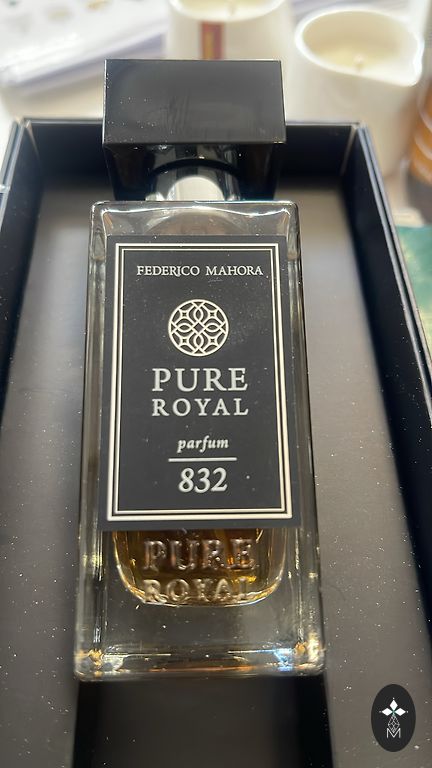 FEDERICO MAHORA
PURE
ROYAL
parfum
832
PURE
ROYAL
M